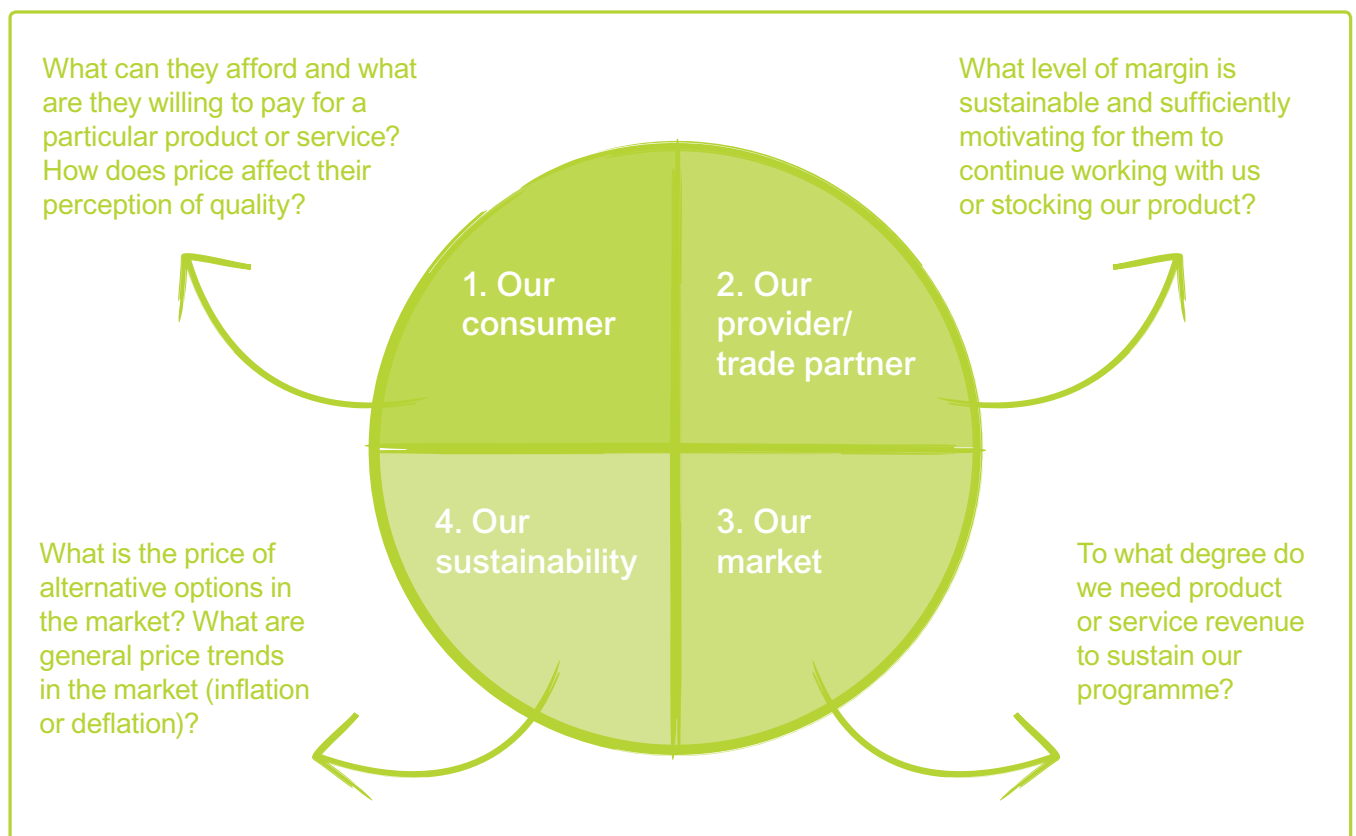 What can they afford and what
are they willing to pay for a
particular product or service?
How does price affect their
perception of quality?
What level of margin is
sustainable and sufficiently
motivating for them to
continue working with us
or stocking our product?
1. Our
consumer
2. Our
provider/
trade partner
4. Our
sustainability
3. Our
market
What is the price of
alternative options in
the market? What are
general price trends
in the market (inflation
or deflation)?
To what degree do
we need product
or service revenue
to sustain our
programme?